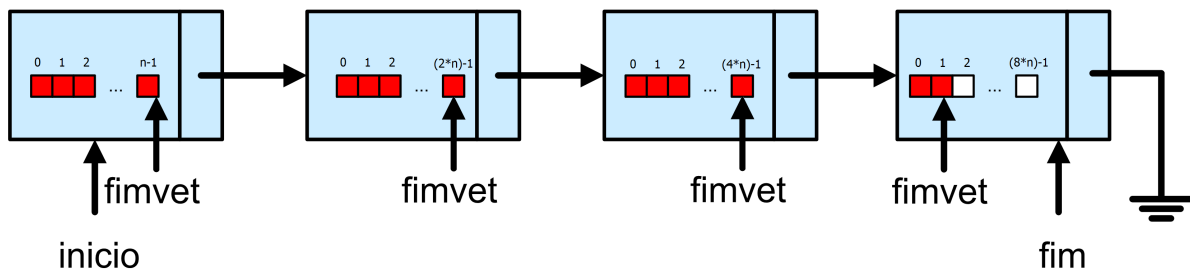 0 1 2 ... n-1
0 1 2 ... (2*n)-1
0 1 2 ... (4*n)-1
0 1 2 ... (8*n)-1
fimvet
fimvet
fimvet
fimvet
inicio
fim